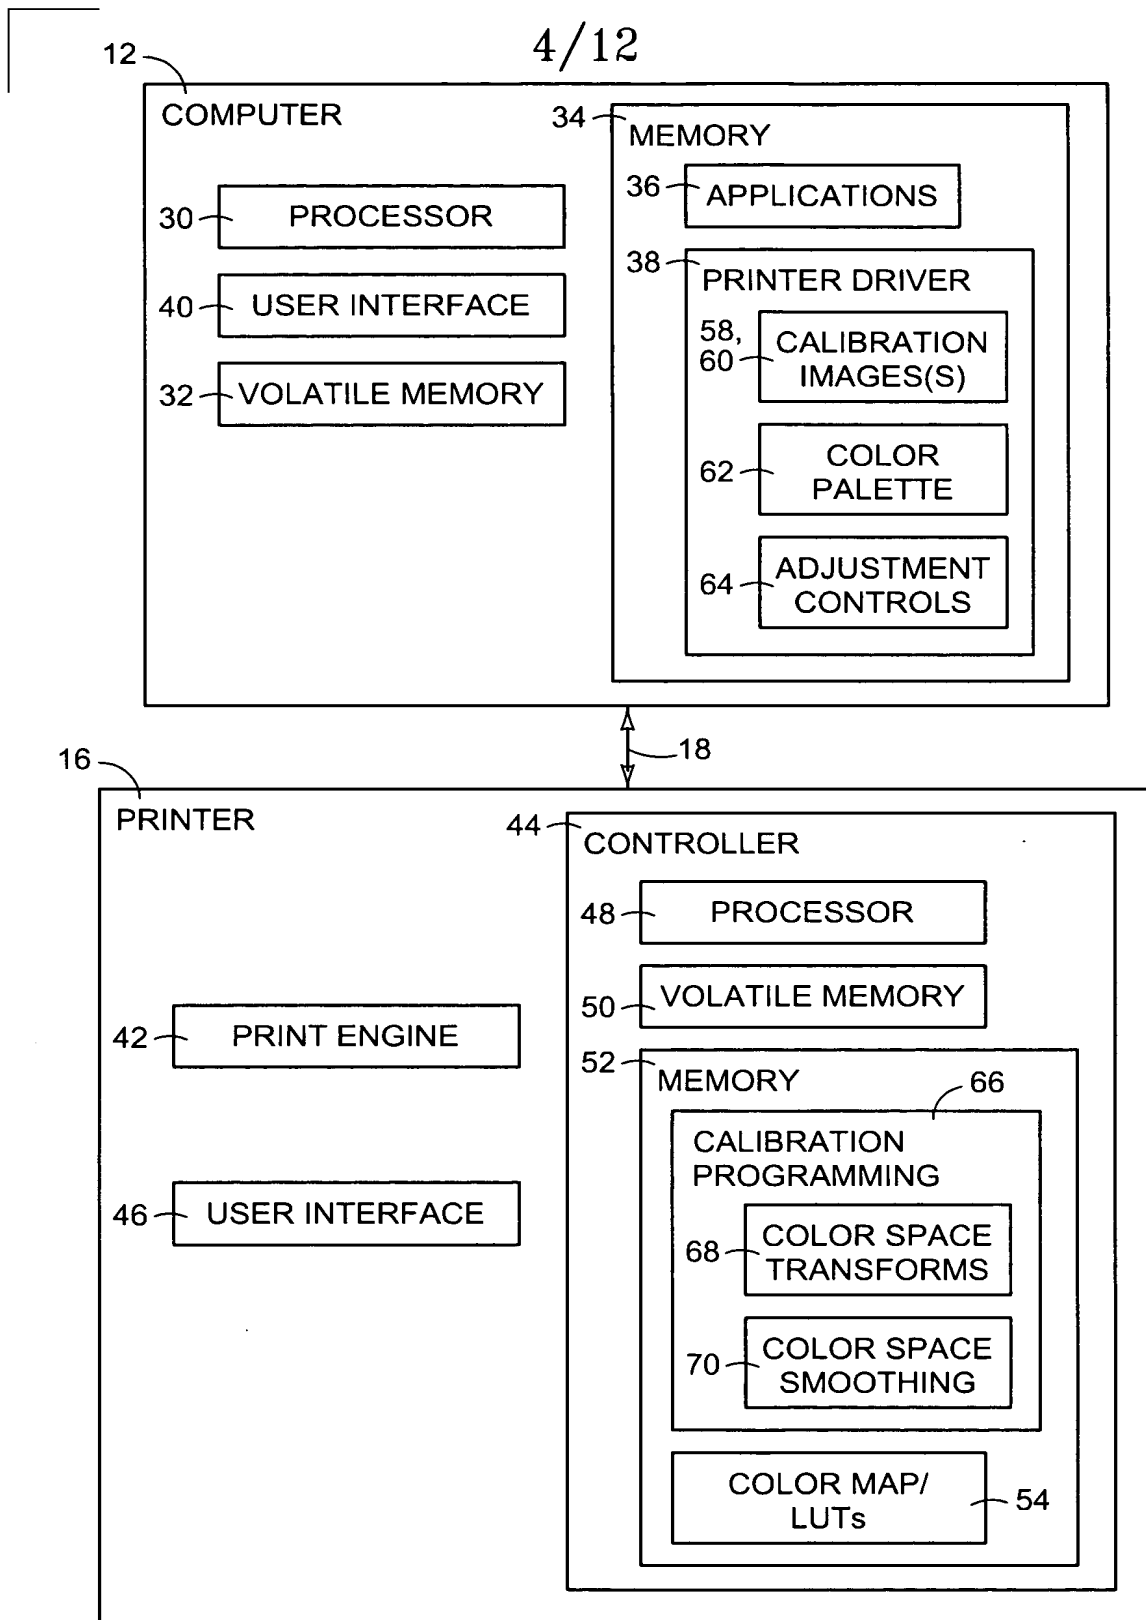 4/12
12
COMPUTER
34
MEMORY
36
APPLICATIONS
30
PROCESSOR
38
PRINTER DRIVER
40
USER INTERFACE
58,
60
CALIBRATION
IMAGES(S)
32
VOLATILE MEMORY
62
COLOR
PALETTE
64
ADJUSTMENT
CONTROLS
18
16
PRINTER
44
CONTROLLER
48
PROCESSOR
50
VOLATILE MEMORY
42
PRINT ENGINE
52
MEMORY
66
CALIBRATION
PROGRAMMING
46
USER INTERFACE
68
COLOR SPACE
TRANSFORMS
70
COLOR SPACE
SMOOTHING
COLOR MAP/
LUTs
54